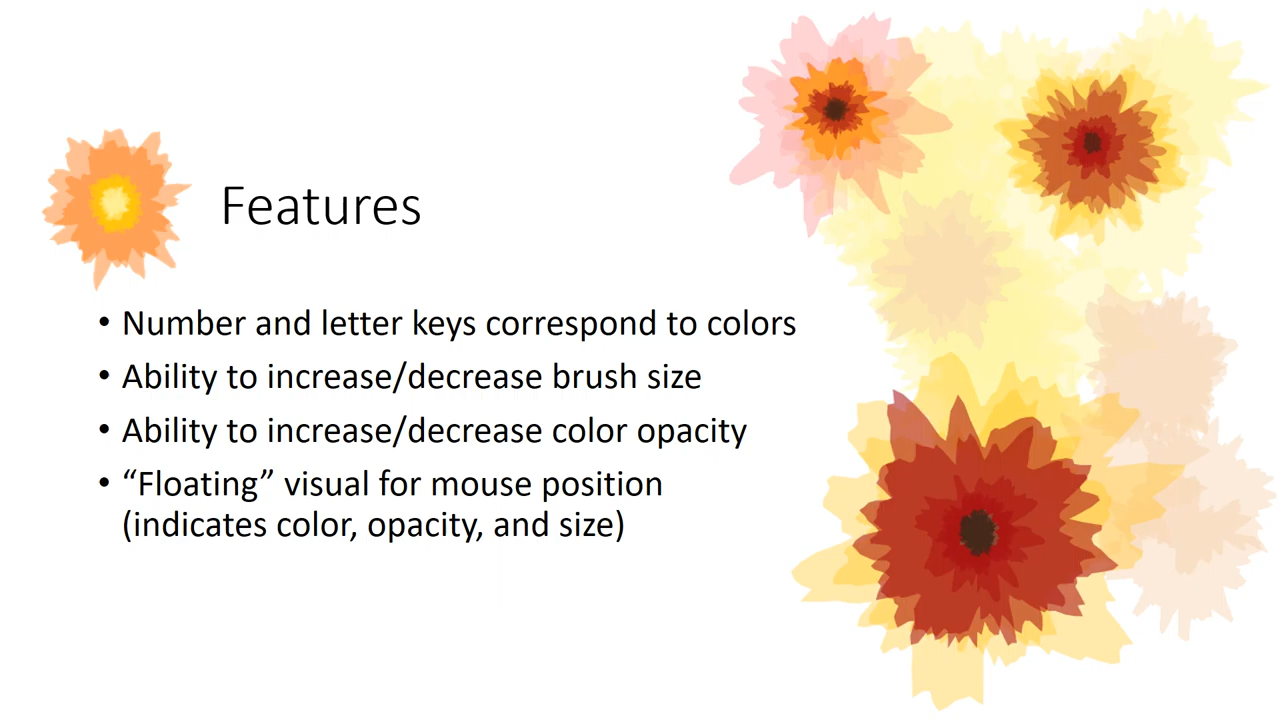 Features
• Number and letter keys correspond to colors
• Ability to increase/decrease brush size
• Ability to increase/decrease color opacity
• “Floating” visual for mouse position
(indicates color, opacity, and size)